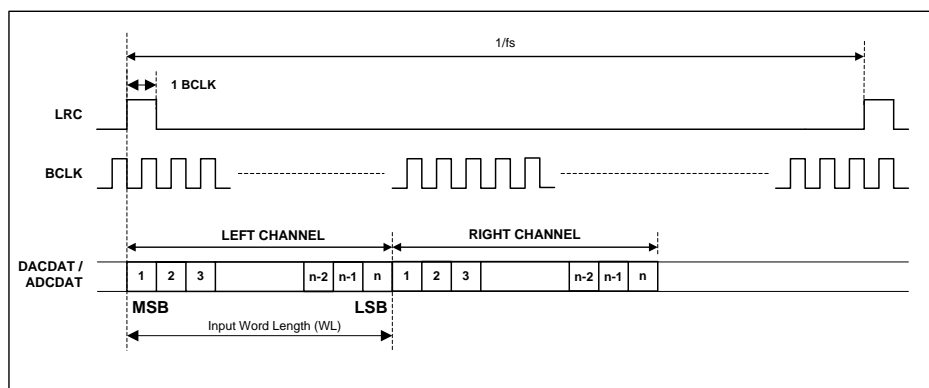 1/fs
1 BCLK
LRC
BCLK
LEFT CHANNEL
RIGHT CHANNEL
DACDAT /
ADCDAT
1 2 3 n-2 n-1 n 1 2 3 n-2 n-1 n
MSB
LSB
Input Word Length (WL)